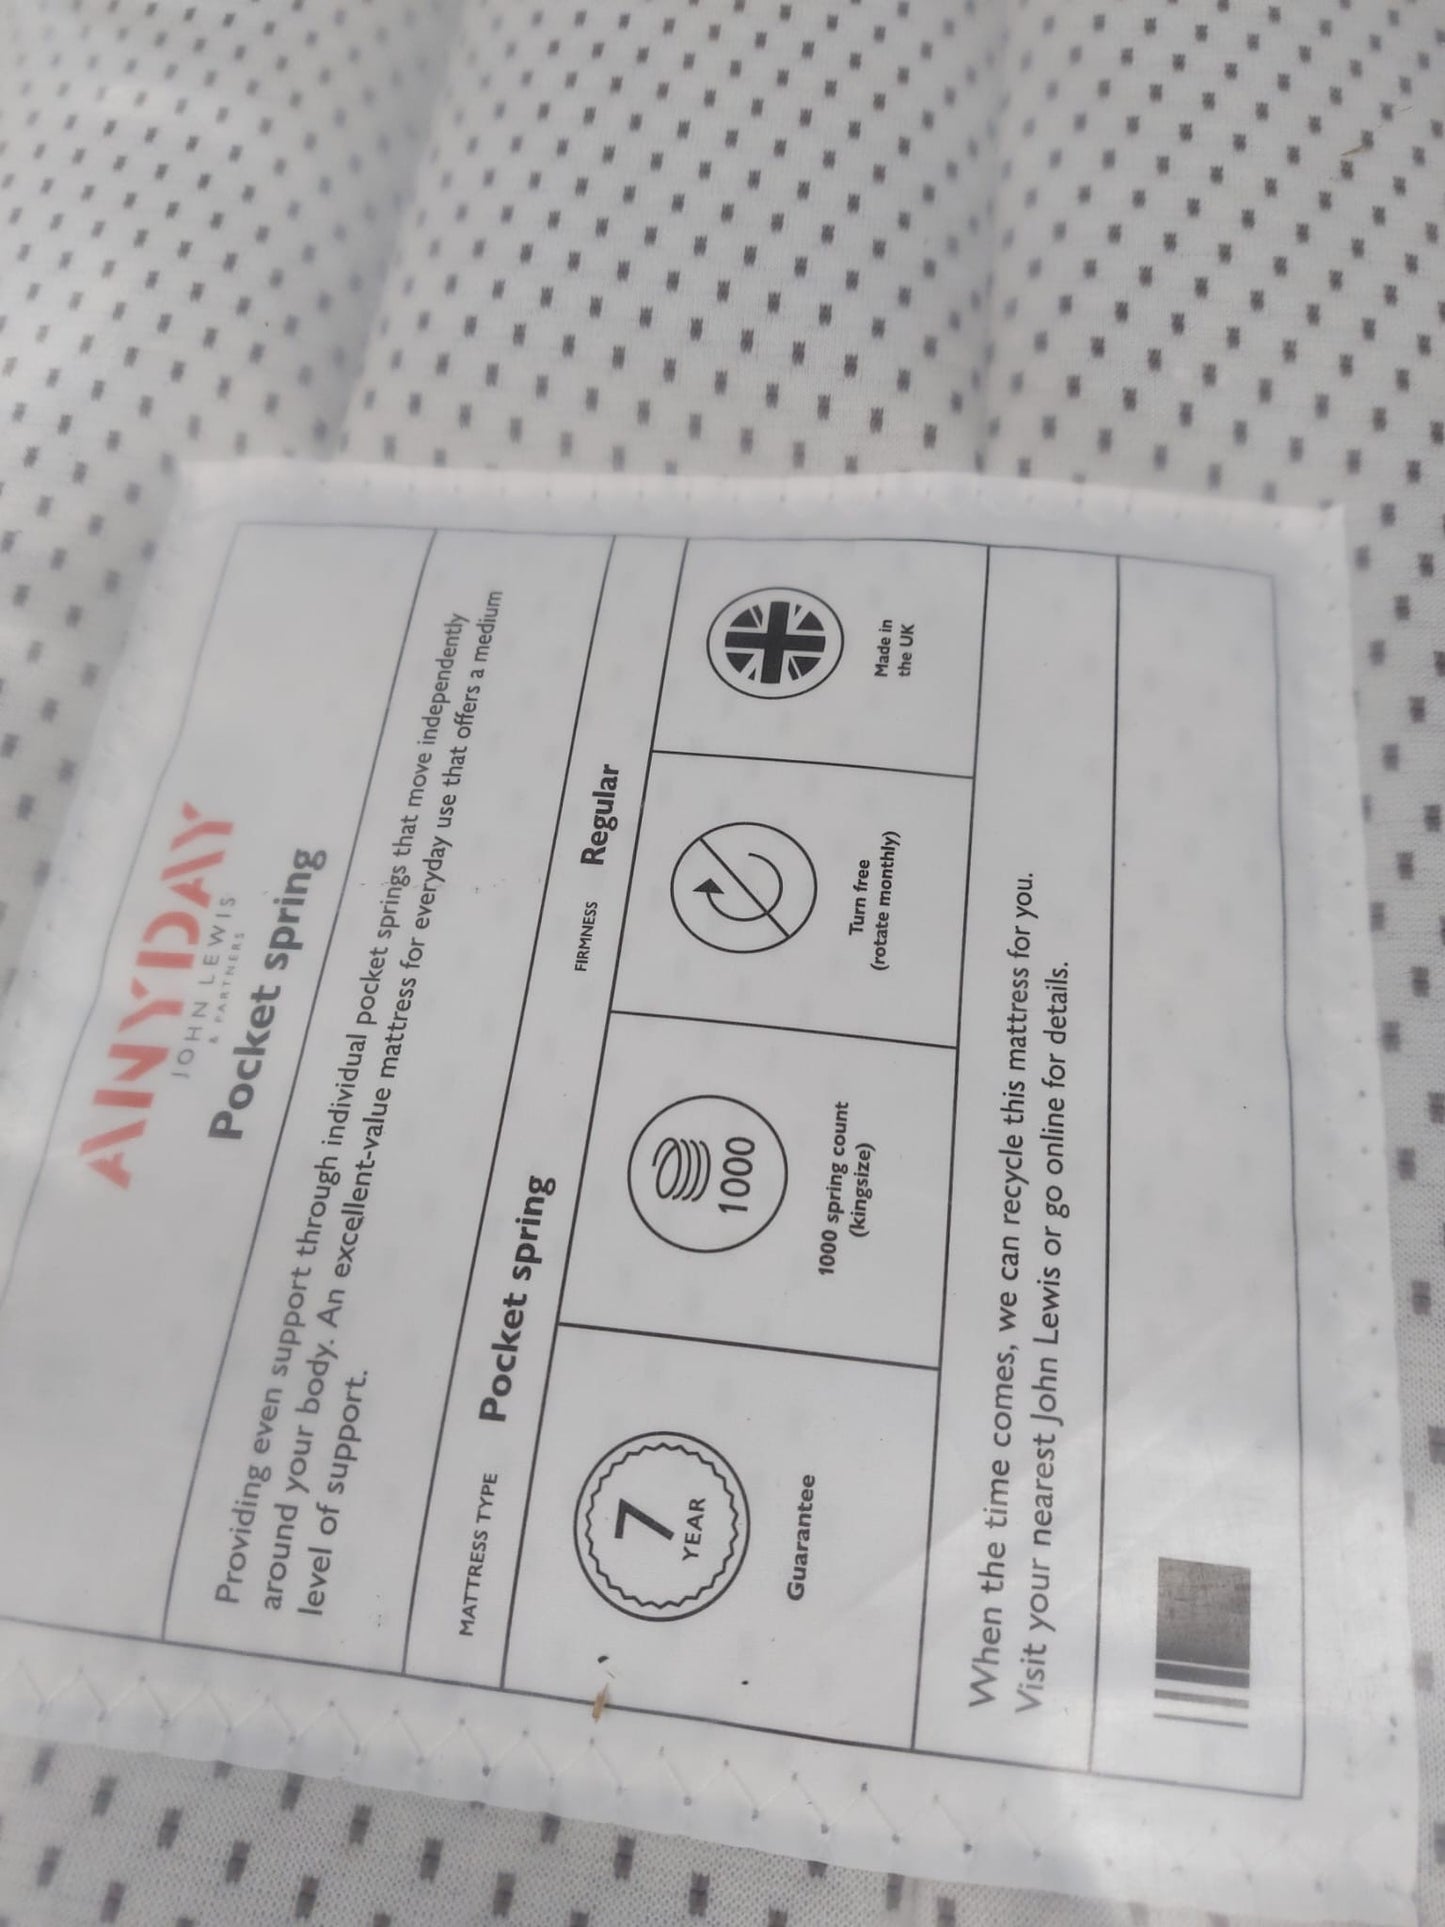 ANYDAY
JOHN LEWIS
& PARTNERS
Pocket spring
Providing even support through individual pocket springs that move independently
around your body. An excellent-value mattress for everyday use that offers a medium
level of support.
MATTRESS TYPE Pocket spring FIRMNESS Regular
7
YEAR
Guarantee
1000
1000 spring count
(kingsize)
Turn free
(rotate monthly)
Made in
the UK
When the time comes, we can recycle this mattress for you.
Visit your nearest John Lewis or go online for details.